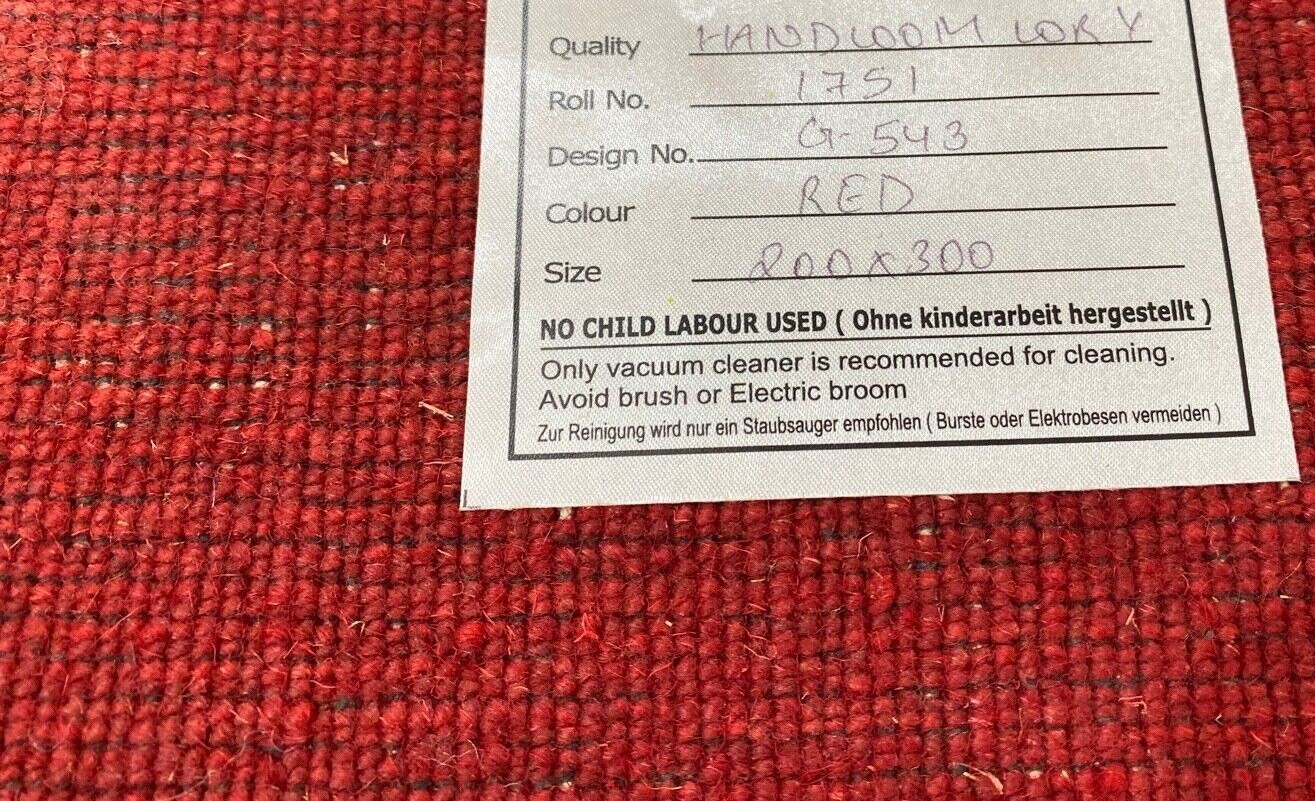 Quality HANDLOOM LORY
Roll No. 1751
Design No. G-543
Colour RED
Size 200X300
NO CHILD LABOUR USED ( Ohne kinderarbeit hergestellt )
Only vacuum cleaner is recommended for cleaning.
Avoid brush or Electric broom
Zur Reinigung wird nur ein Staubsauger empfohlen ( Burste oder Elektrobesen vermeiden )